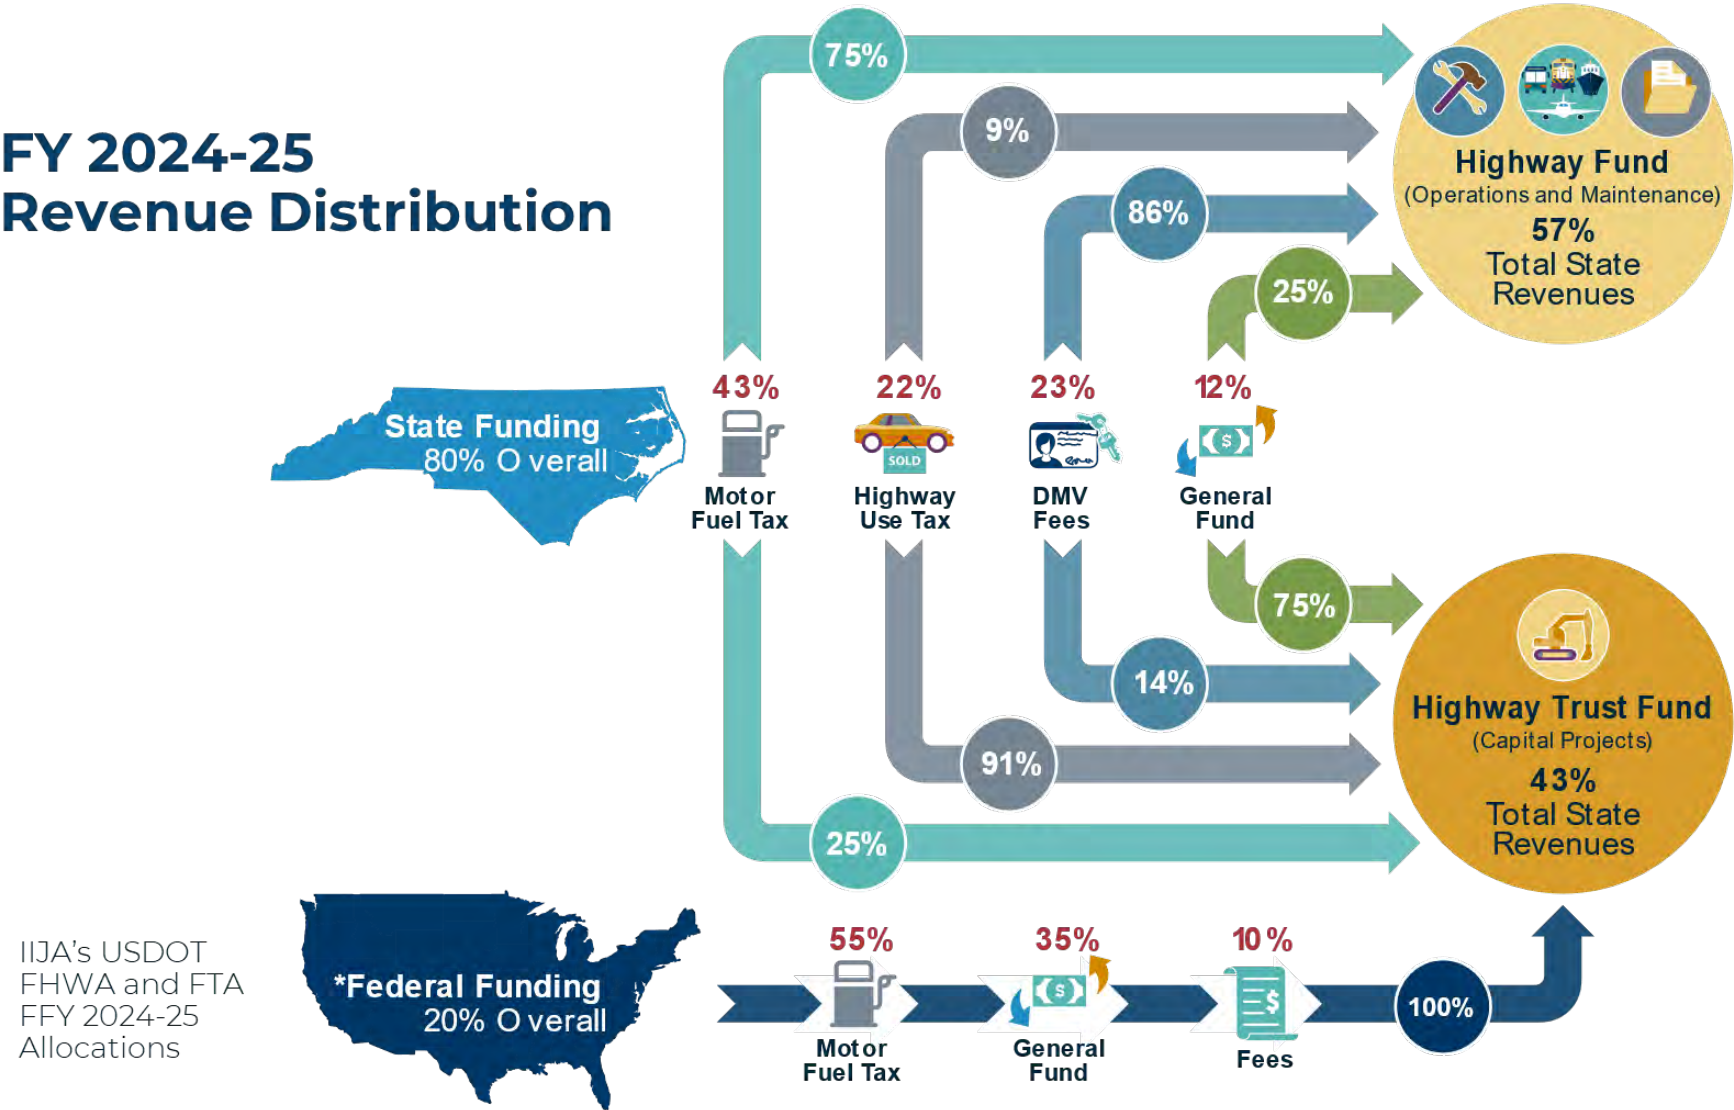 FY 2024-25
Revenue Distribution
75%
9%
86%
25%
Highway Fund
(Operations and Maintenance)
57%
Total State
Revenues
State Funding
80% O verall
43%
Motor
Fuel Tax
22%
SOLD
Highway
Use Tax
23%
DMV
Fees
12%
$
General
Fund
75%
14%
91%
25%
Highway Trust Fund
(Capital Projects)
43%
Total State
Revenues
IIJA's USDOT
FHWA and FTA
FFY 2024-25
Allocations
*Federal Funding
20% O verall
55%
Motor
Fuel Tax
35%
$
General
Fund
10%
$
Fees
100%